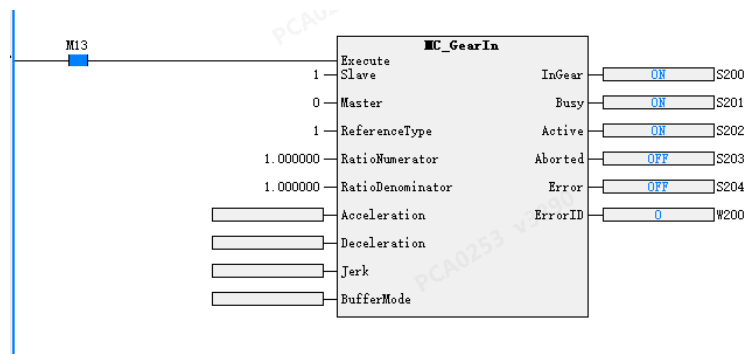 M13
MC_GearIn
Execute
1 Slave InGear ON S200
0 Master Busy ON S201
1 ReferenceType Active ON S202
1.000000 RatioNumerator Aborted OFF S203
1.000000 RatioDenominator Error OFF S204
Acceleration ErrorID 0 W200
Deceleration
Jerk
BufferMode